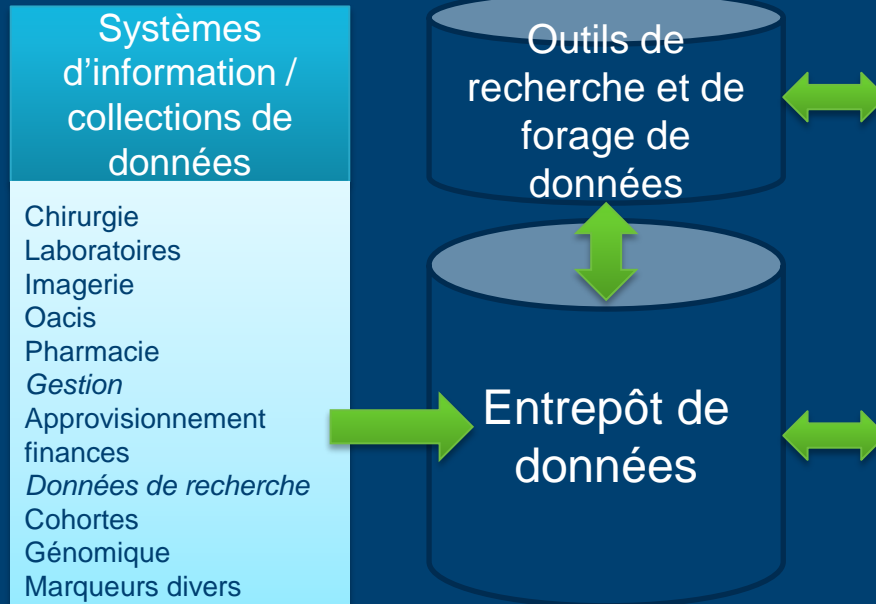 Systèmes
d'information /
collections de
données
Chirurgie
Laboratoires
Imagerie
Oacis
Pharmacie
Gestion
Approvisionnement
finances
Données de recherche
Cohortes
Génomique
Marqueurs divers
Outils de
recherche et de
forage de
données
Entrepôt de
données